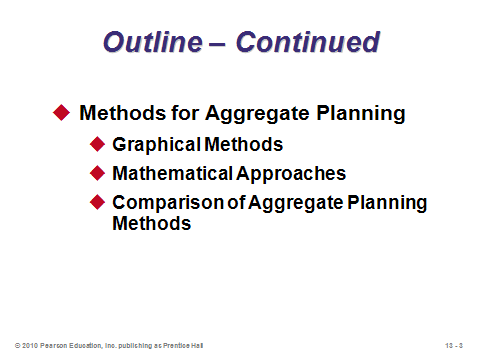 Outline – Continued
Methods for Aggregate Planning
Graphical Methods
Mathematical Approaches
Comparison of Aggregate Planning
Methods
© 2010 Pearson Education, Inc. publishing as Prentice Hall
13 - 3